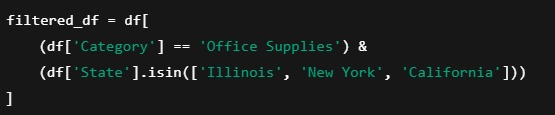 filtered_df = df[
    (df['Category'] == 'Office Supplies') &
    (df['State'].isin(['Illinois', 'New York', 'California']))
]